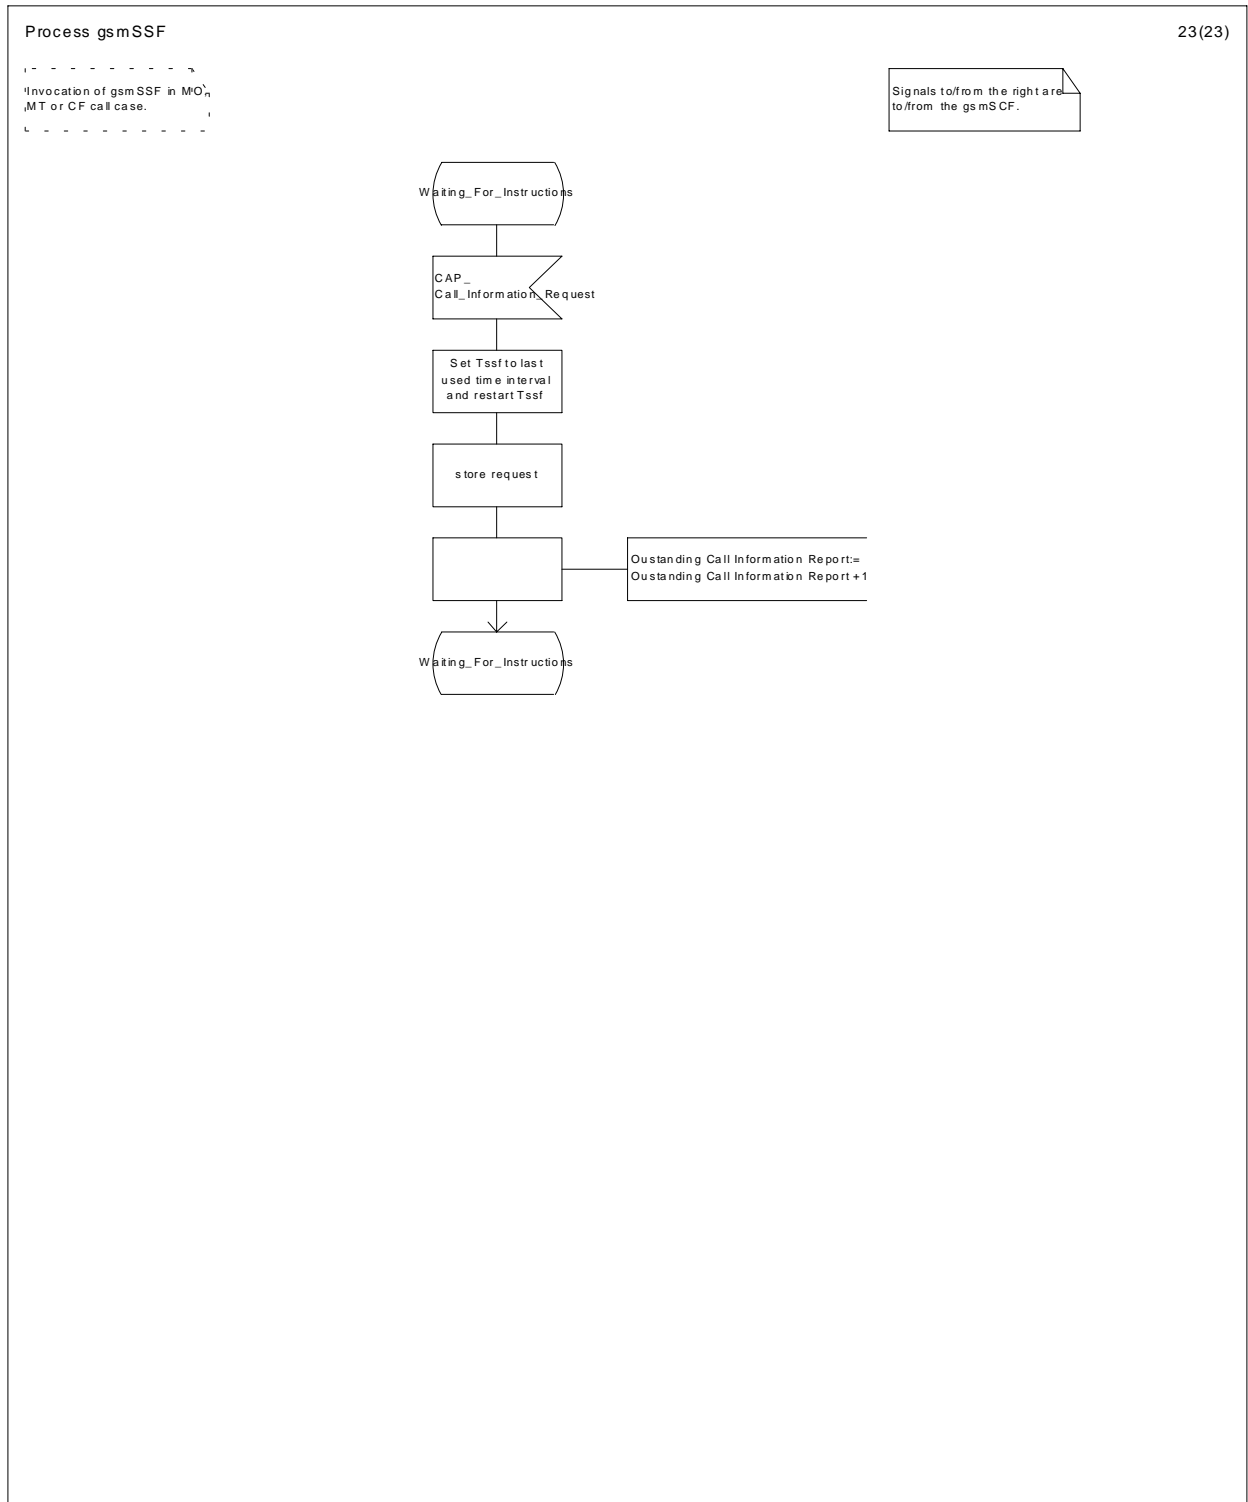 Process gsmSSF
23(23)
Invocation of gsmSSF in MO,
MT or CF call case.
Signals to/from the right are
to/from the gsmSCF.
Waiting_For_Instructions
CAP_
Call_Information_Request
Set Tssf to last
used time interval
and restart Tssf
store request
Oustanding Call Information Report:=
Oustanding Call Information Report +1
Waiting_For_Instructions